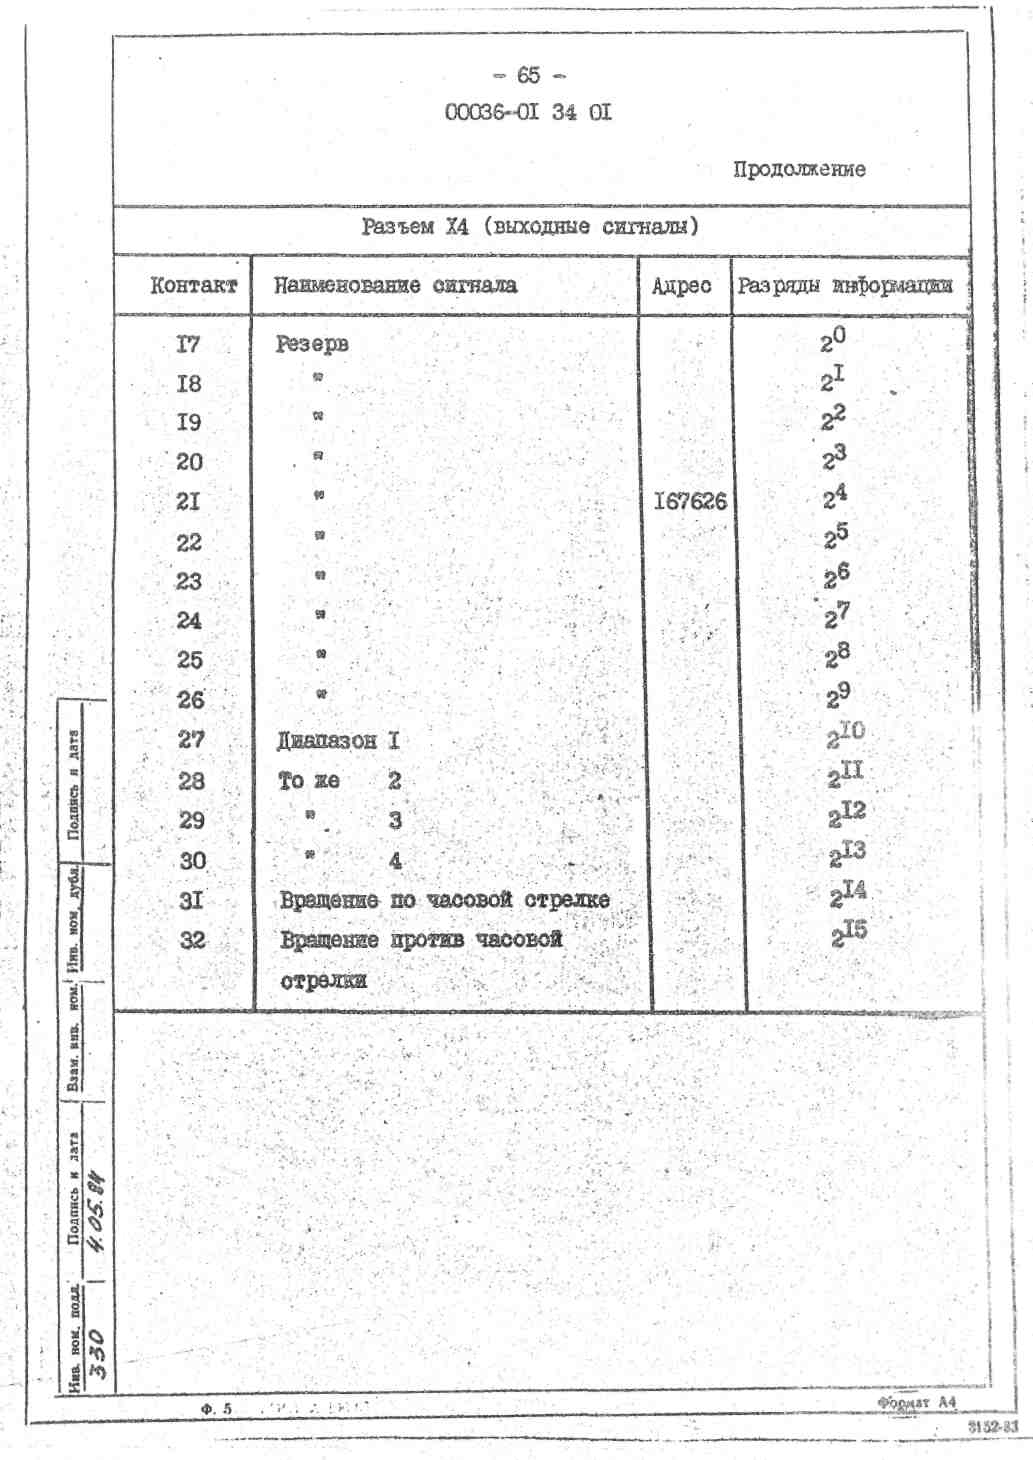 - 65 -
00036-0I 34 0I
Продолжение
Разъем X4 (выходные сигналы)
Контакт Наименование сигнала Адрес Разряды информации
I7 Резерв 2^0
I8 " 2^I
I9 " 2^2
20 " 2^3
2I " I67626 2^4
22 " 2^5
23 " 2^6
24 " 2^7
25 " 2^8
26 " 2^9
27 Диапазон I 2^I0
28 То же 2 2^II
29 " 3 2^I2
30 " 4 2^I3
3I Вращение по часовой стрелке 2^I4
32 Вращение против часовой 2^I5
стрелки
Подпись и дата
Инв. ном. дубл.
Взам. инв. ном.
Подпись и дата
4.05.84
Инв. ном. подл.
330
Ф. 5
Формат А4
3152-83